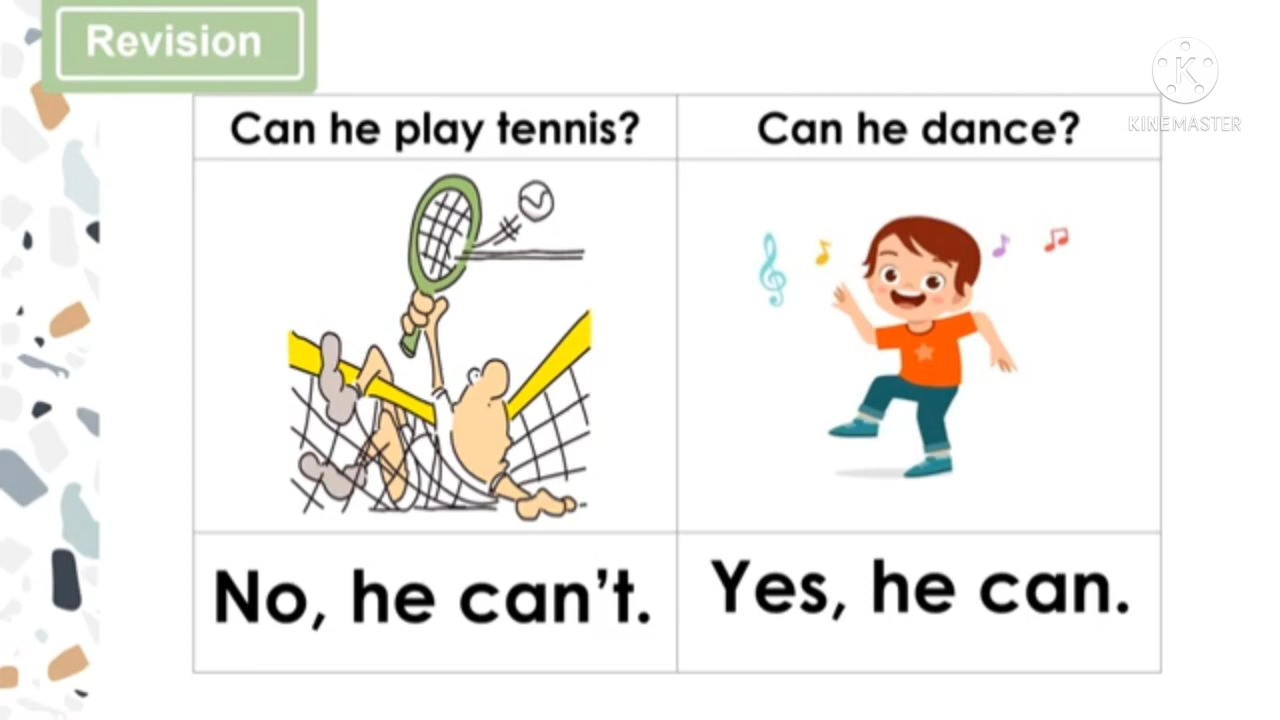 Revision
Can he play tennis?
Can he dance?
No, he can't.
Yes, he can.
K
KINEMASTER